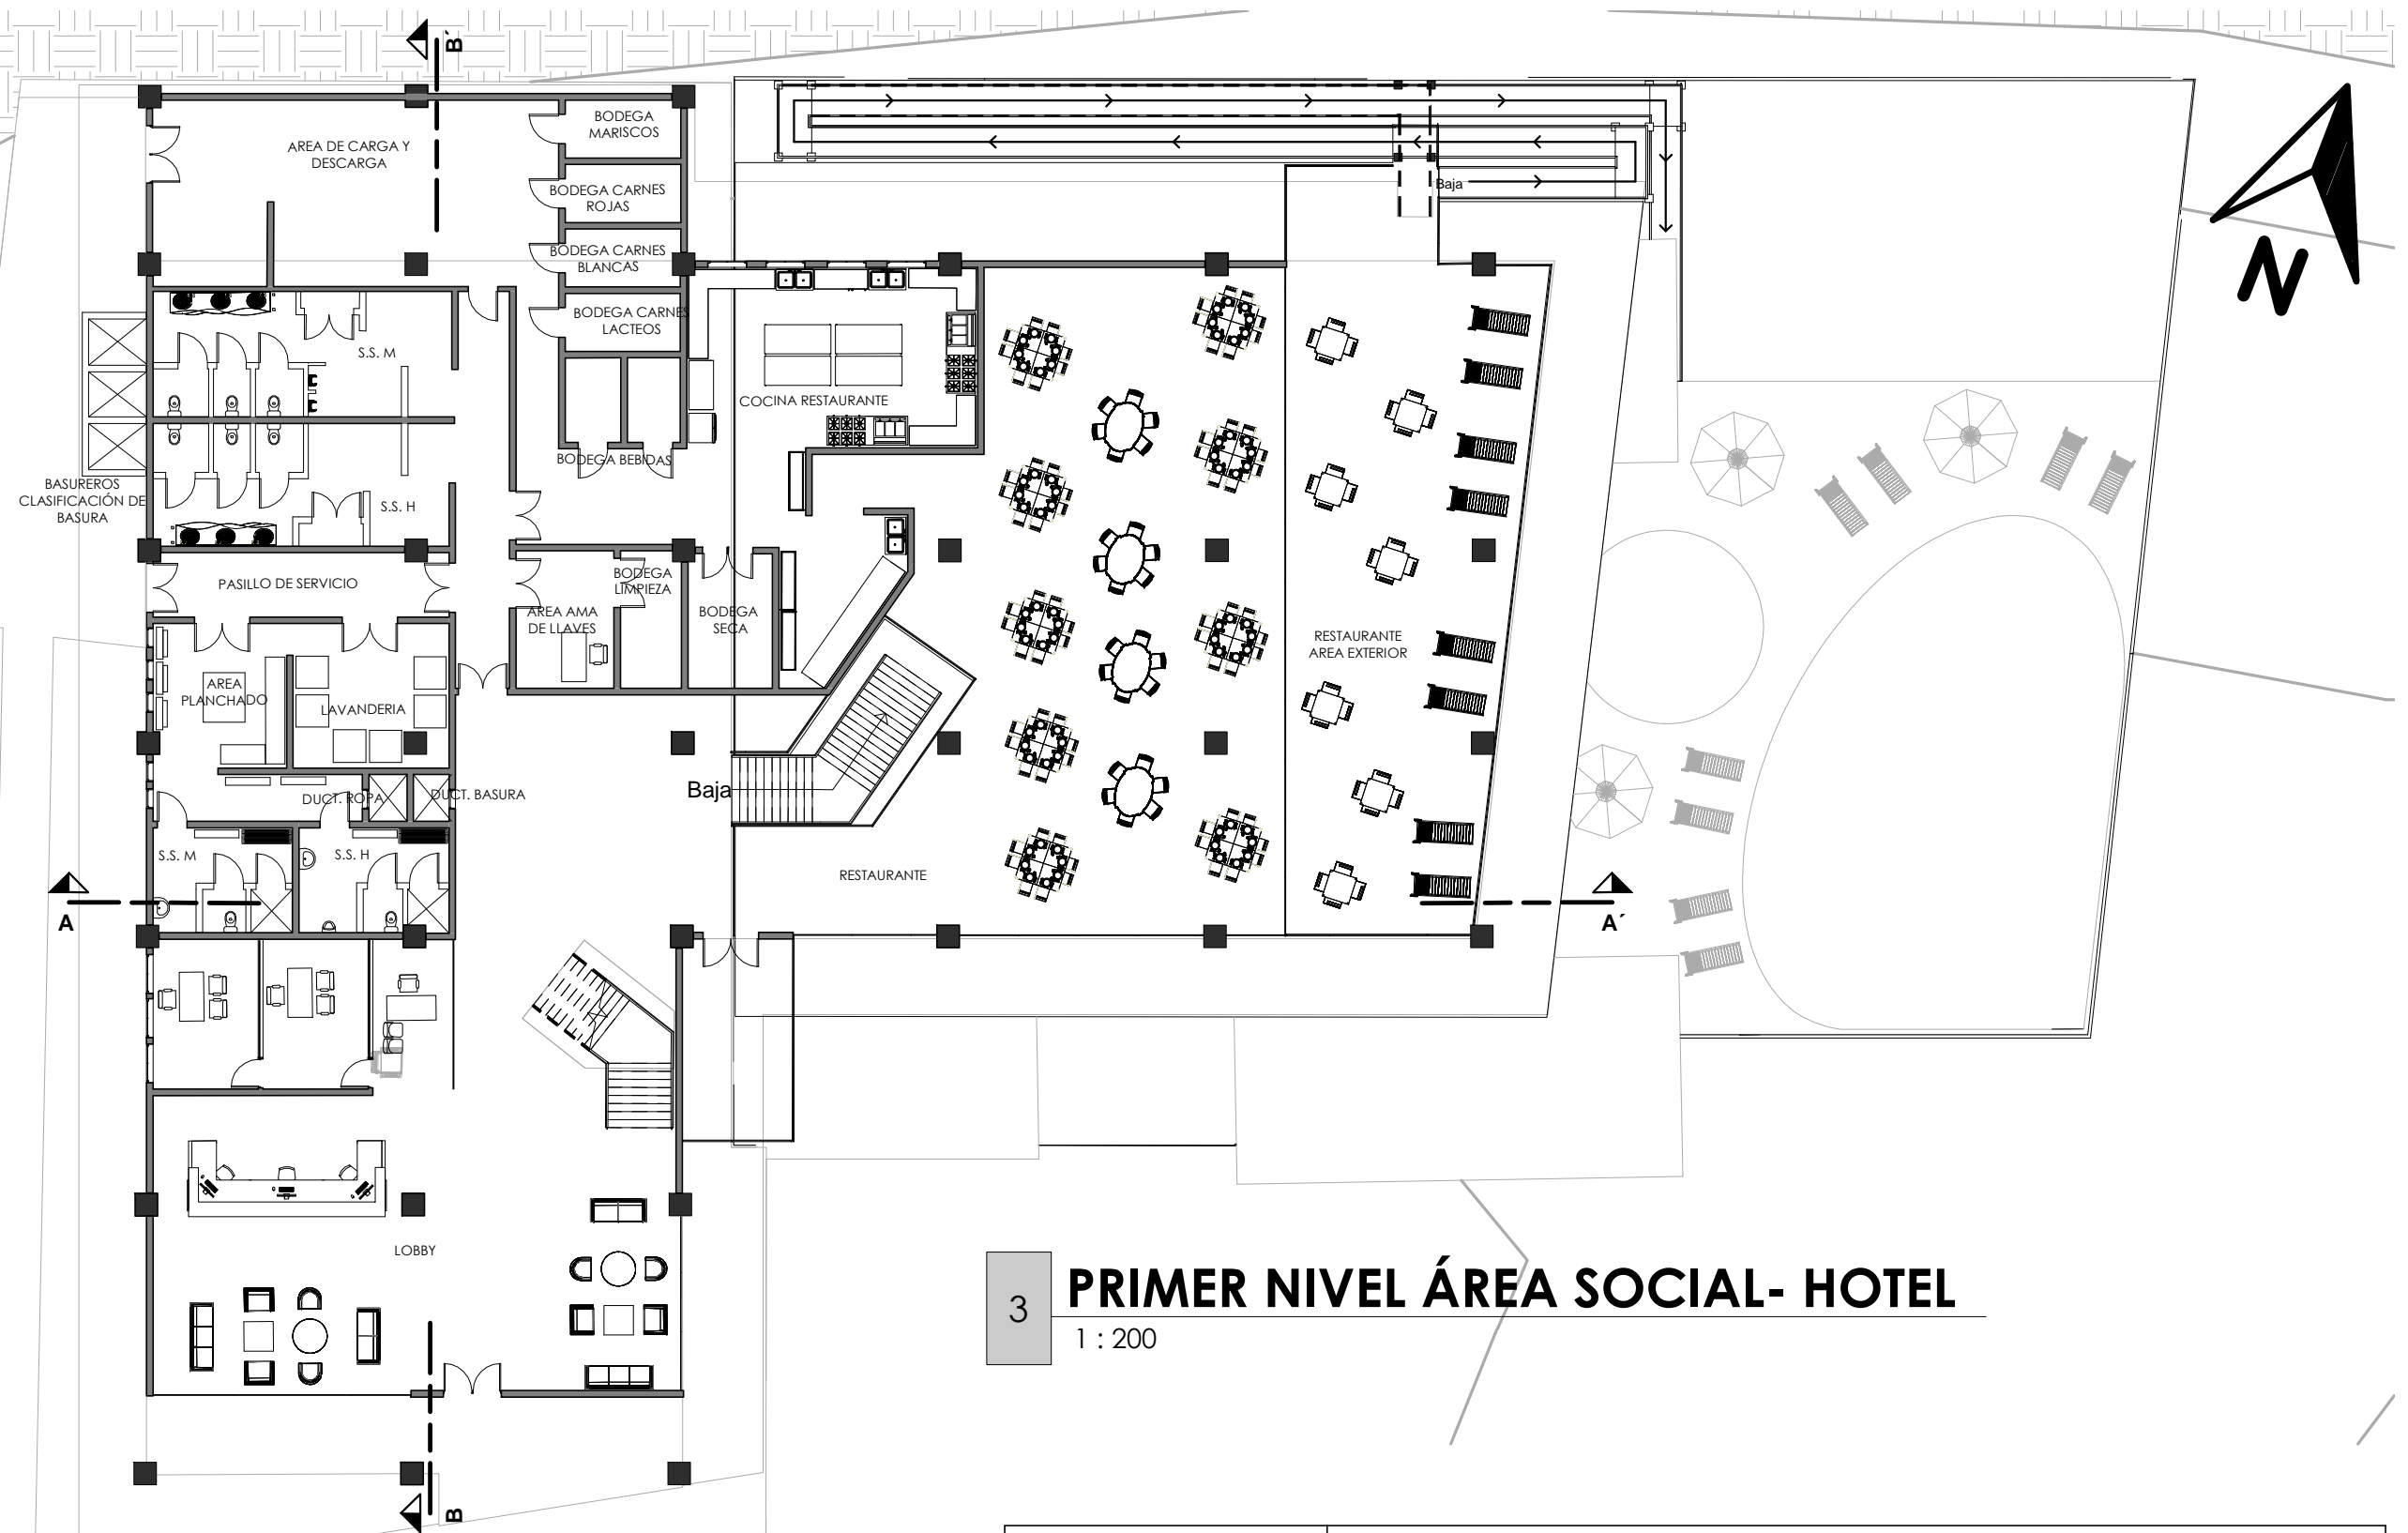 B´
AREA DE CARGA Y
DESCARGA
BODEGA
MARISCOS
BODEGA CARNES
ROJAS
BODEGA CARNES
BLANCAS
BODEGA CARNES
LACTEOS
Baja
N
S.S. M
COCINA RESTAURANTE
BODEGA BEBIDAS
BASUREROS
CLASIFICACIÓN DE
BASURA
S.S. H
PASILLO DE SERVICIO
BODEGA
LIMPIEZA
AREA AMA
DE LLAVES
BODEGA
SECA
RESTAURANTE
AREA EXTERIOR
AREA
PLANCHADO
LAVANDERIA
DUCT. ROPA
DUCT. BASURA
Baja
S.S. M
S.S. H
RESTAURANTE
A
A´
LOBBY
3
PRIMER NIVEL ÁREA SOCIAL- HOTEL
1 : 200
B